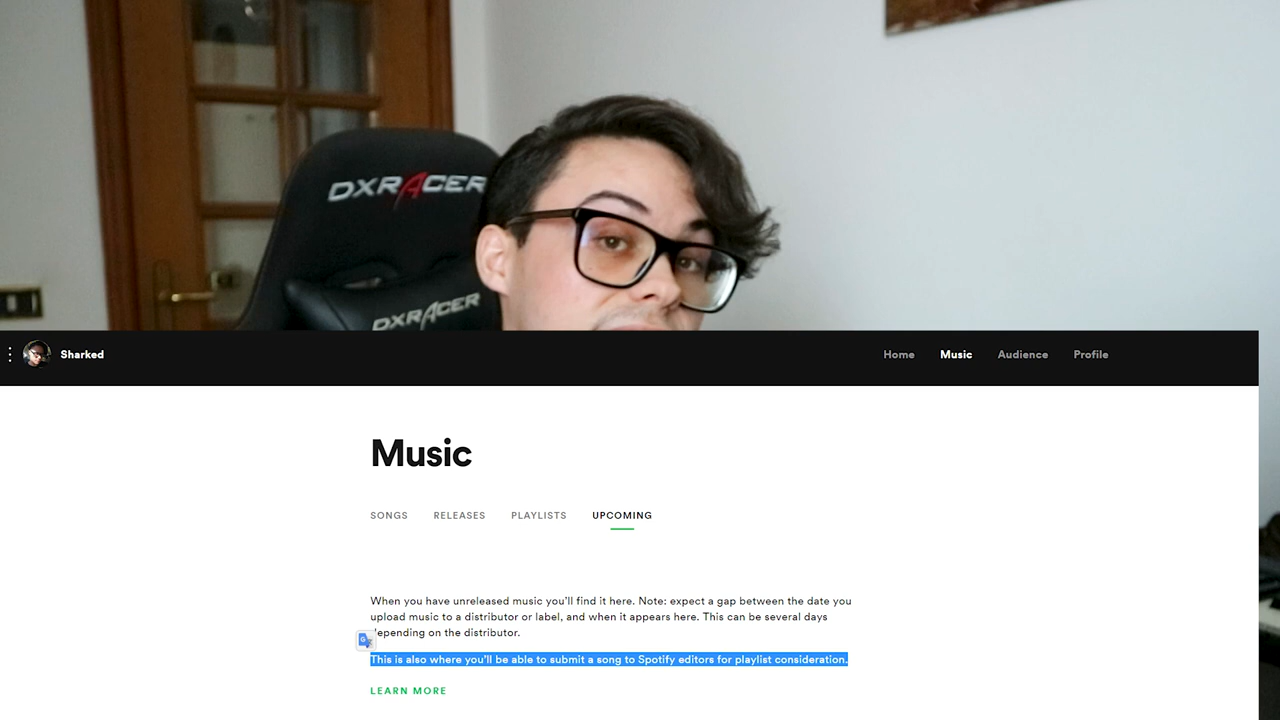 DXRACER
DXRACER
Sharked
Home
Music
Audience
Profile
Music
SONGS
RELEASES
PLAYLISTS
UPCOMING
When you have unreleased music you'll find it here. Note: expect a gap between the date you
upload music to a distributor or label, and when it appears here. This can be several days
depending on the distributor.
This is also where you'll be able to submit a song to Spotify editors for playlist consideration.
LEARN MORE